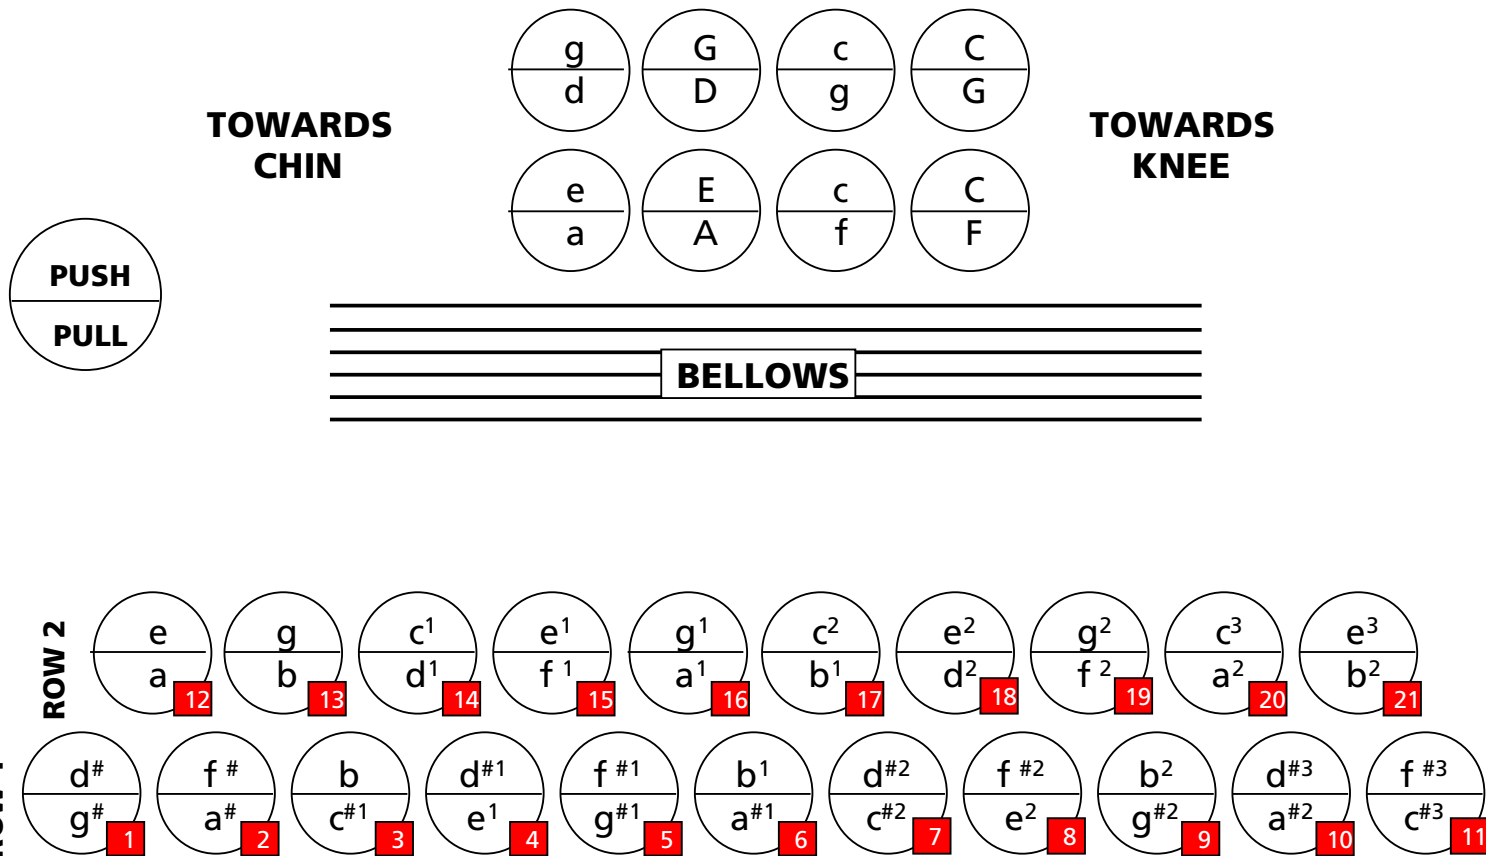 g G c C
d D g G
TOWARDS
CHIN
TOWARDS
KNEE
e E c C
a A f F
PUSH
PULL
BELLOWS
ROW 2
e g c¹ e¹ g¹ c² e² g² c³ e³
a b d¹ f¹ a¹ b¹ d² f² a² b²
12 13 14 15 16 17 18 19 20 21
d# f# b d#1 f#1 b¹ d#2 f#2 b² d#3 f#3
g# a# c#1 e¹ g#1 a#1 c#2 e² g#2 a#2 c#3
1 2 3 4 5 6 7 8 9 10 11